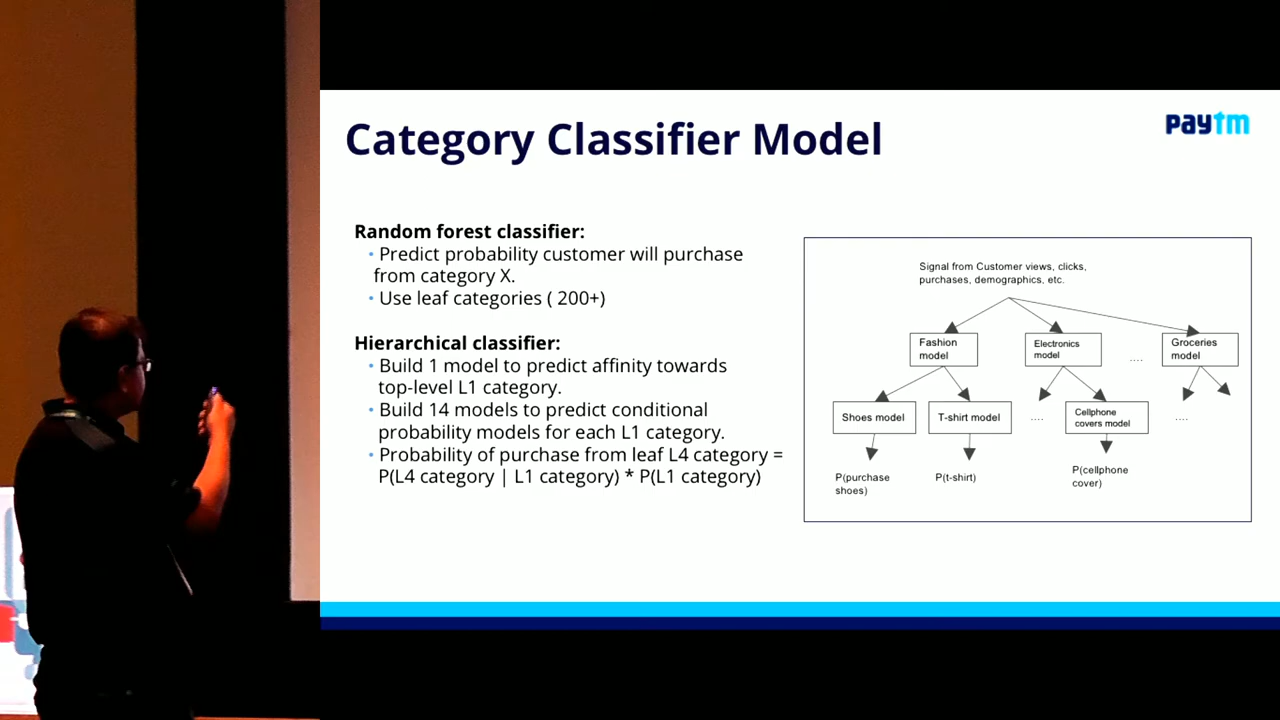 Category Classifier Model
paytm
Random forest classifier:
• Predict probability customer will purchase
from category X.
• Use leaf categories ( 200+)
Hierarchical classifier:
• Build 1 model to predict affinity towards
top-level L1 category.
• Build 14 models to predict conditional
probability models for each L1 category.
• Probability of purchase from leaf L4 category =
P(L4 category | L1 category) * P(L1 category)
Signal from Customer views, clicks,
purchases, demographics, etc.
Fashion
model
Electronics
model
....
Groceries
model
Shoes model
T-shirt model
....
Cellphone
covers model
....
P(purchase
shoes)
P(t-shirt)
P(cellphone
cover)